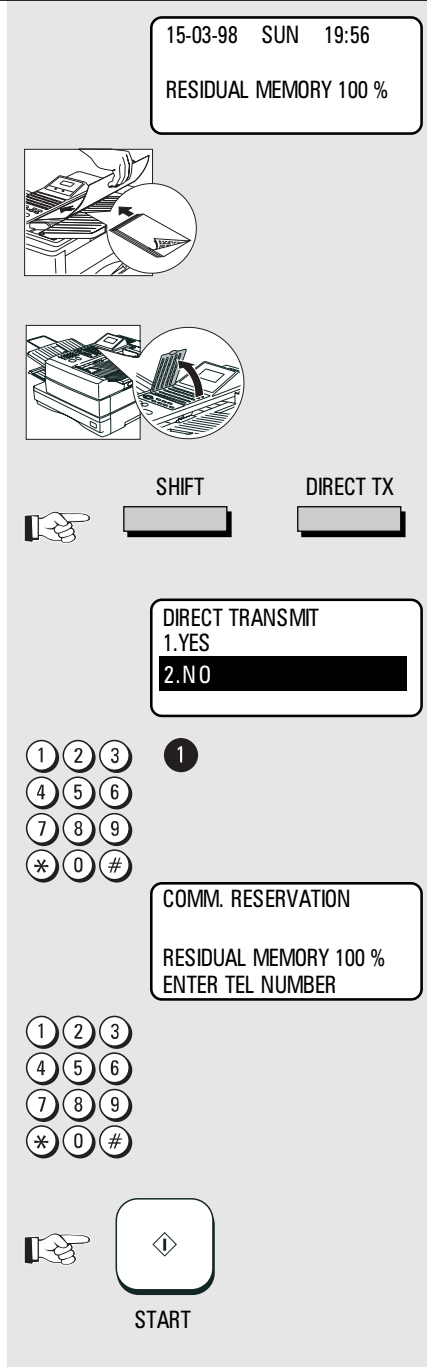 15-03-98 SUN 19:56
RESIDUAL MEMORY 100 %
SHIFT DIRECT TX
DIRECT TRANSMIT
1.YES
2.NO
1 2 3 1
4 5 6
7 8 9
* 0 #
COMM. RESERVATION
RESIDUAL MEMORY 100 %
ENTER TEL NUMBER
1 2 3
4 5 6
7 8 9
* 0 #
START